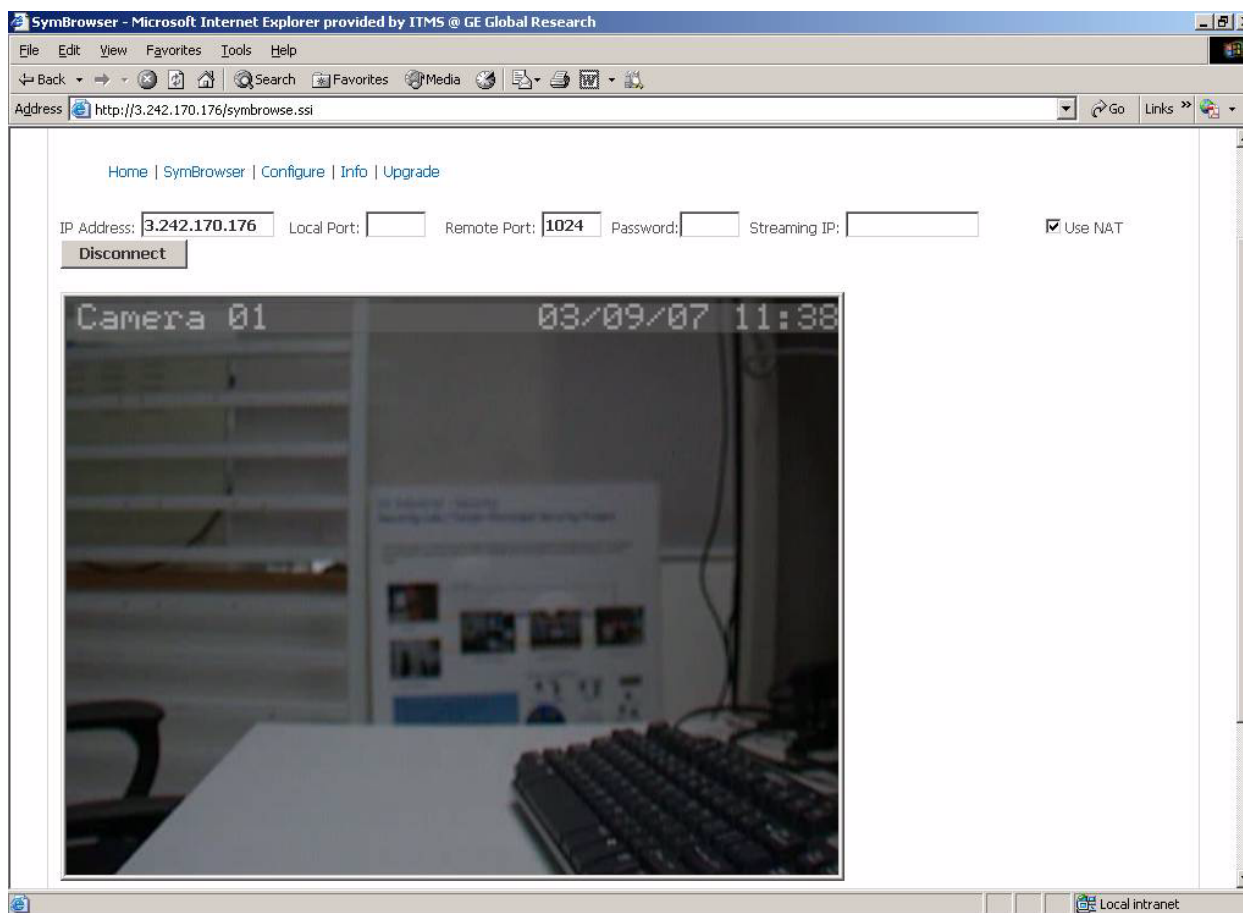 SymBrowser - Microsoft Internet Explorer provided by ITMS @ GE Global Research
File Edit View Favorites Tools Help
Back Search Favorites Media
Address http://3.242.170.176/symbrowse.ssi Go Links »
Home | SymBrowser | Configure | Info | Upgrade
IP Address: 3.242.170.176 Local Port: Remote Port: 1024 Password: Streaming IP: Use NAT
Disconnect
Camera 01 03/09/07 11:38
Local intranet